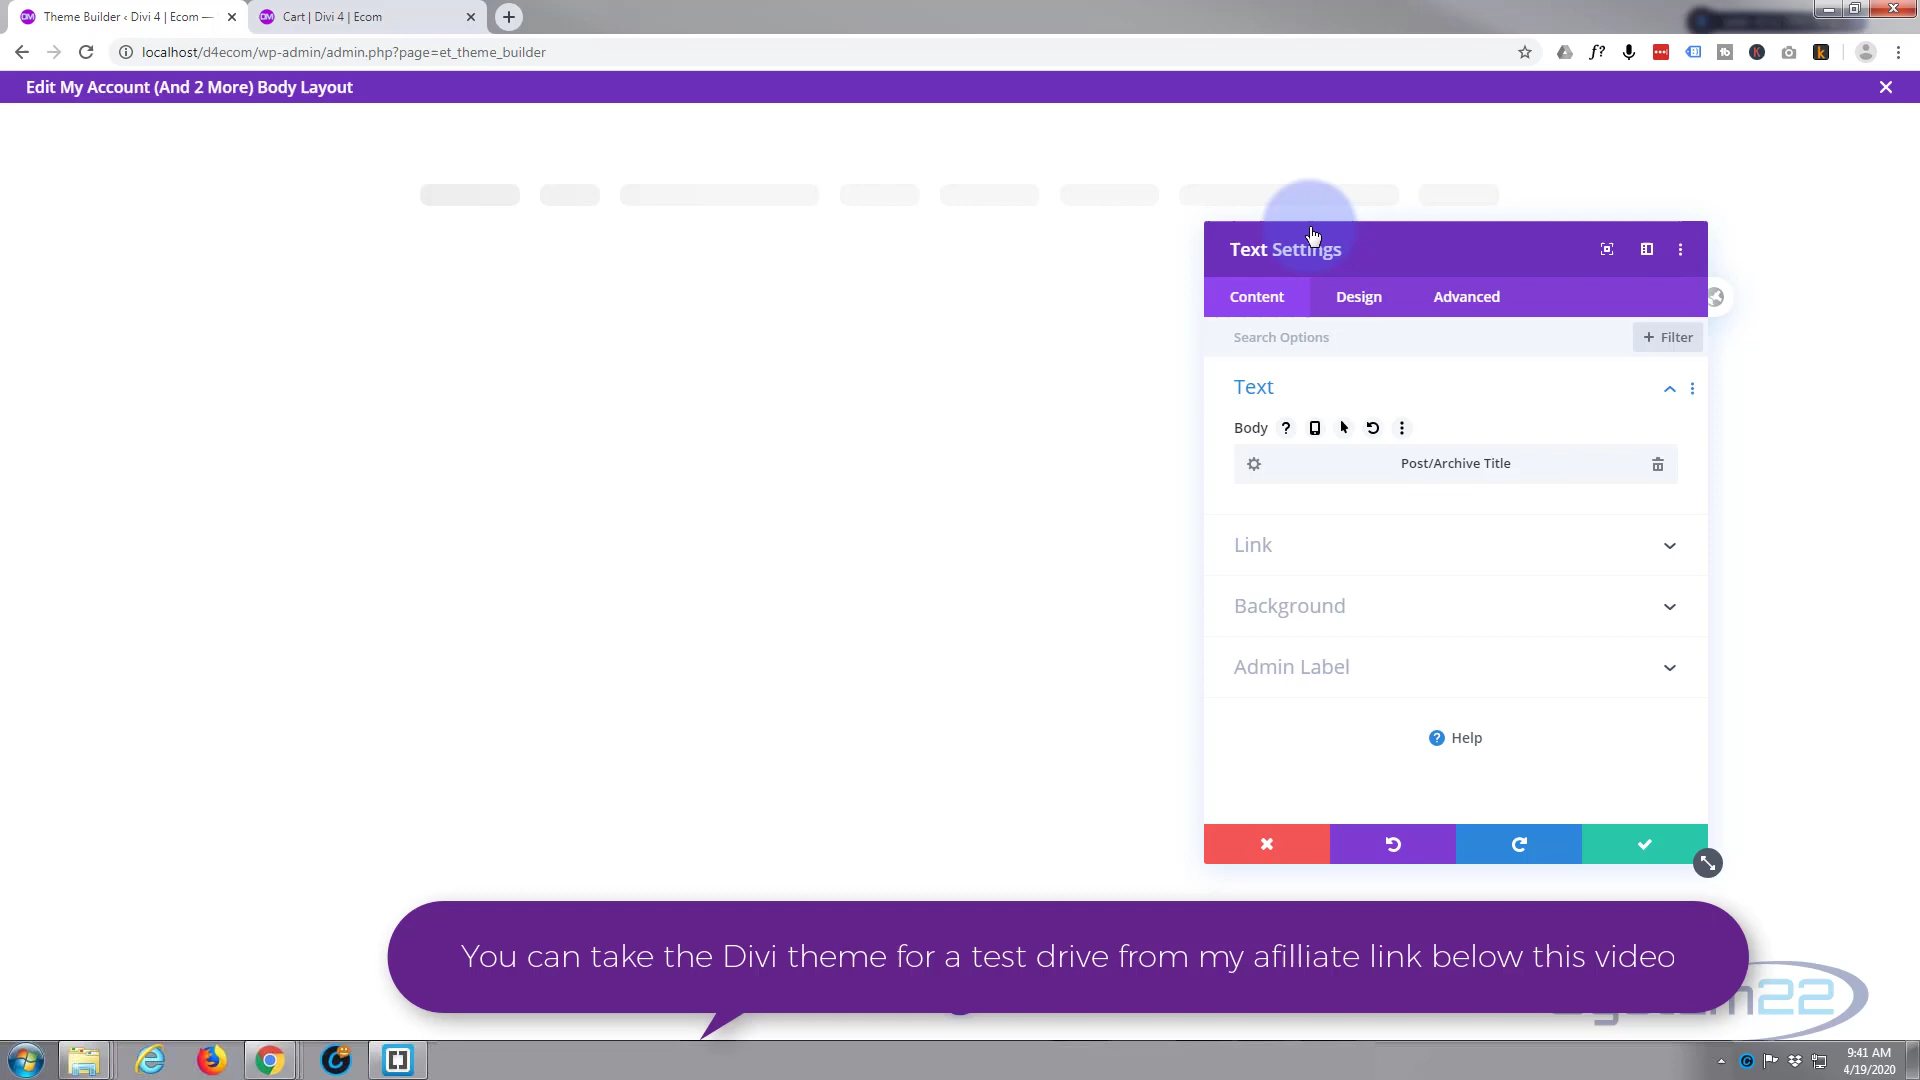 Theme Builder ‹ Divi 4 | Ecom —
Cart | Divi 4 | Ecom
localhost/d4ecom/wp-admin/admin.php?page=et_theme_builder
Edit My Account (And 2 More) Body Layout
Text Settings
Content
Design
Advanced
Search Options
+ Filter
Text
Body
Post/Archive Title
Link
Background
Admin Label
Help
You can take the Divi theme for a test drive from my afilliate link below this video
9:41 AM
4/19/2020